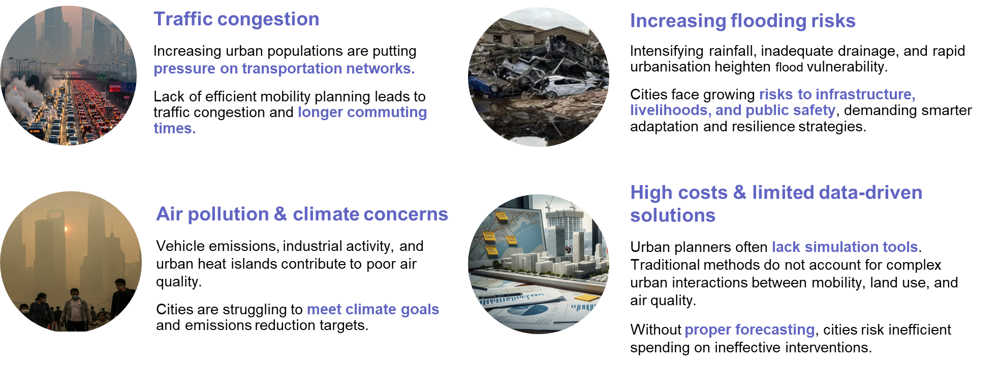 Traffic congestion
Increasing urban populations are putting
pressure on transportation networks.
Lack of efficient mobility planning leads to
traffic congestion and longer commuting
times.
Increasing flooding risks
Intensifying rainfall, inadequate drainage, and rapid
urbanisation heighten flood vulnerability.
Cities face growing risks to infrastructure,
livelihoods, and public safety, demanding smarter
adaptation and resilience strategies.
Air pollution & climate concerns
Vehicle emissions, industrial activity, and
urban heat islands contribute to poor air
quality.
Cities are struggling to meet climate goals
and emissions reduction targets.
High costs & limited data-driven
solutions
Urban planners often lack simulation tools.
Traditional methods do not account for complex
urban interactions between mobility, land use, and
air quality.
Without proper forecasting, cities risk inefficient
spending on ineffective interventions.
DATA
GAPS